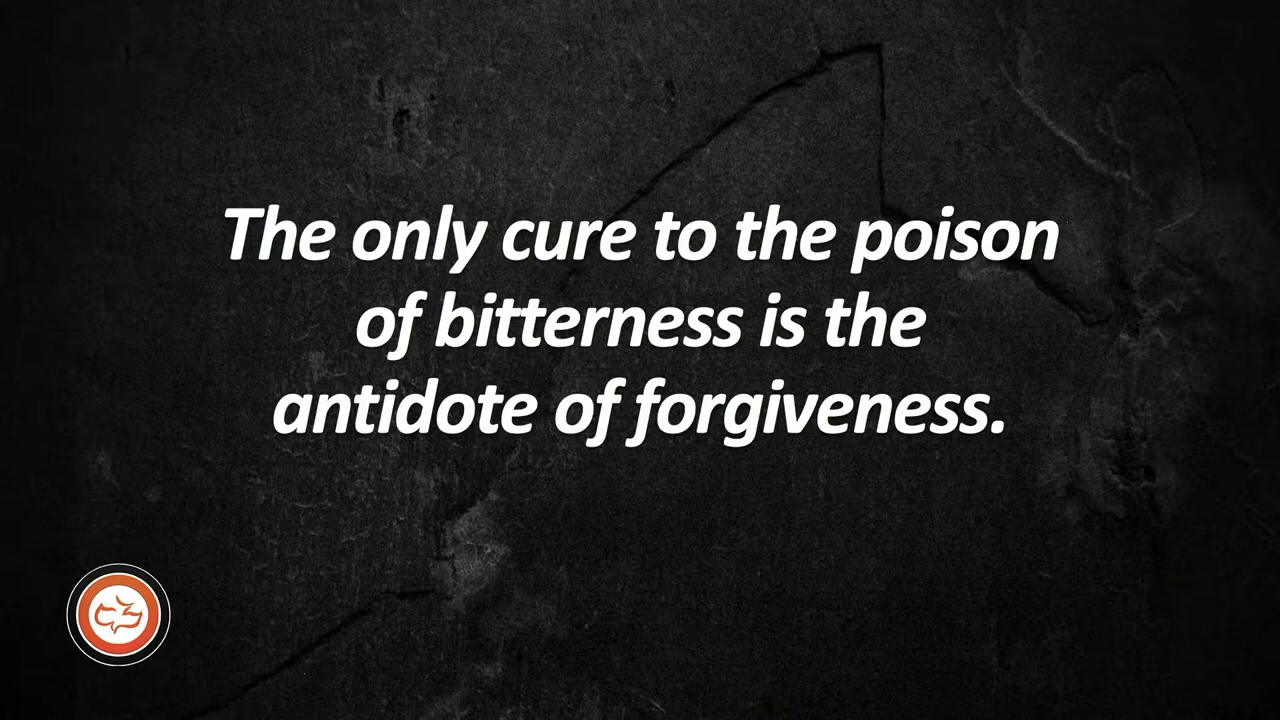 The only cure to the poison
of bitterness is the
antidote of forgiveness.